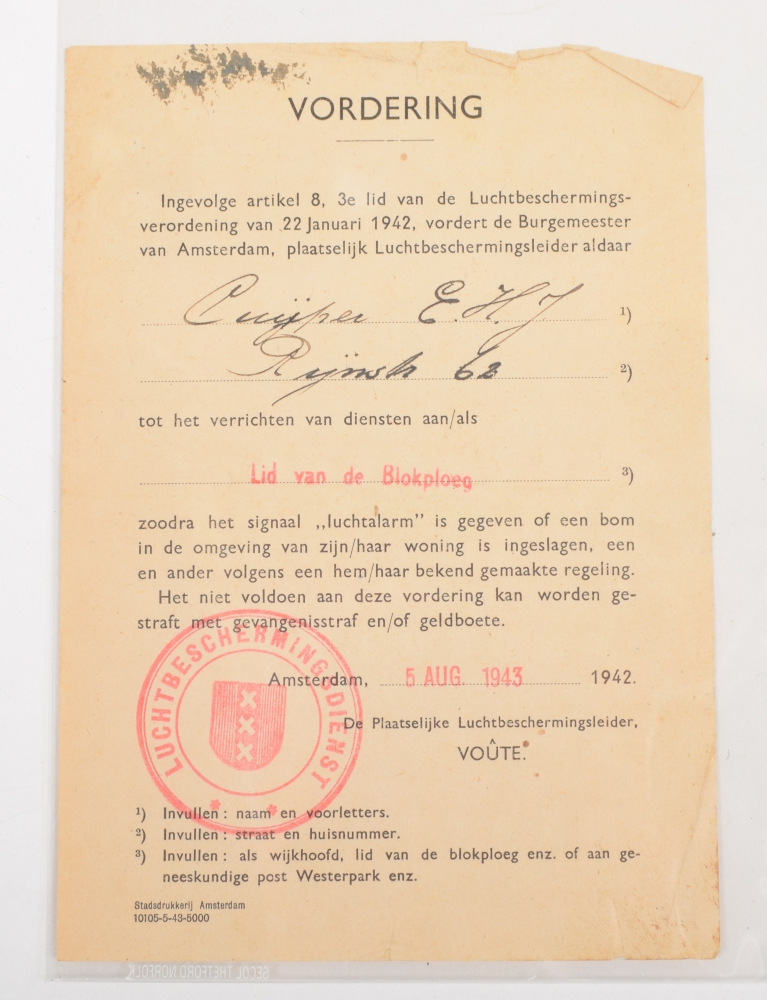 VORDERING
Ingevolge artikel 8, 3e lid van de Luchtbeschermings-
verordening van 22 Januari 1942, vordert de Burgemeester
van Amsterdam, plaatselijk Luchtbeschermingsleider aldaar
Cuijper E.H.J. 1)
Rijnstr 62 2)
tot het verrichten van diensten aan/als
Lid van de Blokploeg 3)
zoodra het signaal ,,luchtalarm" is gegeven of een bom
in de omgeving van zijn/haar woning is ingeslagen, een
en ander volgens een hem/haar bekend gemaakte regeling.
Het niet voldoen aan deze vordering kan worden ge-
straft met gevangenisstraf en/of geldboete.
LUCHTBESCHERMINGSDIENST
Amsterdam, 5 AUG. 1943 1942.
De Plaatselijke Luchtbeschermingsleider,
VOÛTE.
1) Invullen: naam en voorletters.
2) Invullen: straat en huisnummer.
3) Invullen: als wijkhoofd, lid van de blokploeg enz. of aan ge-
neeskundige post Westerpark enz.
Stadsdrukkerij Amsterdam
10105-5-43-5000
SECOL THETFORD NORFOLK